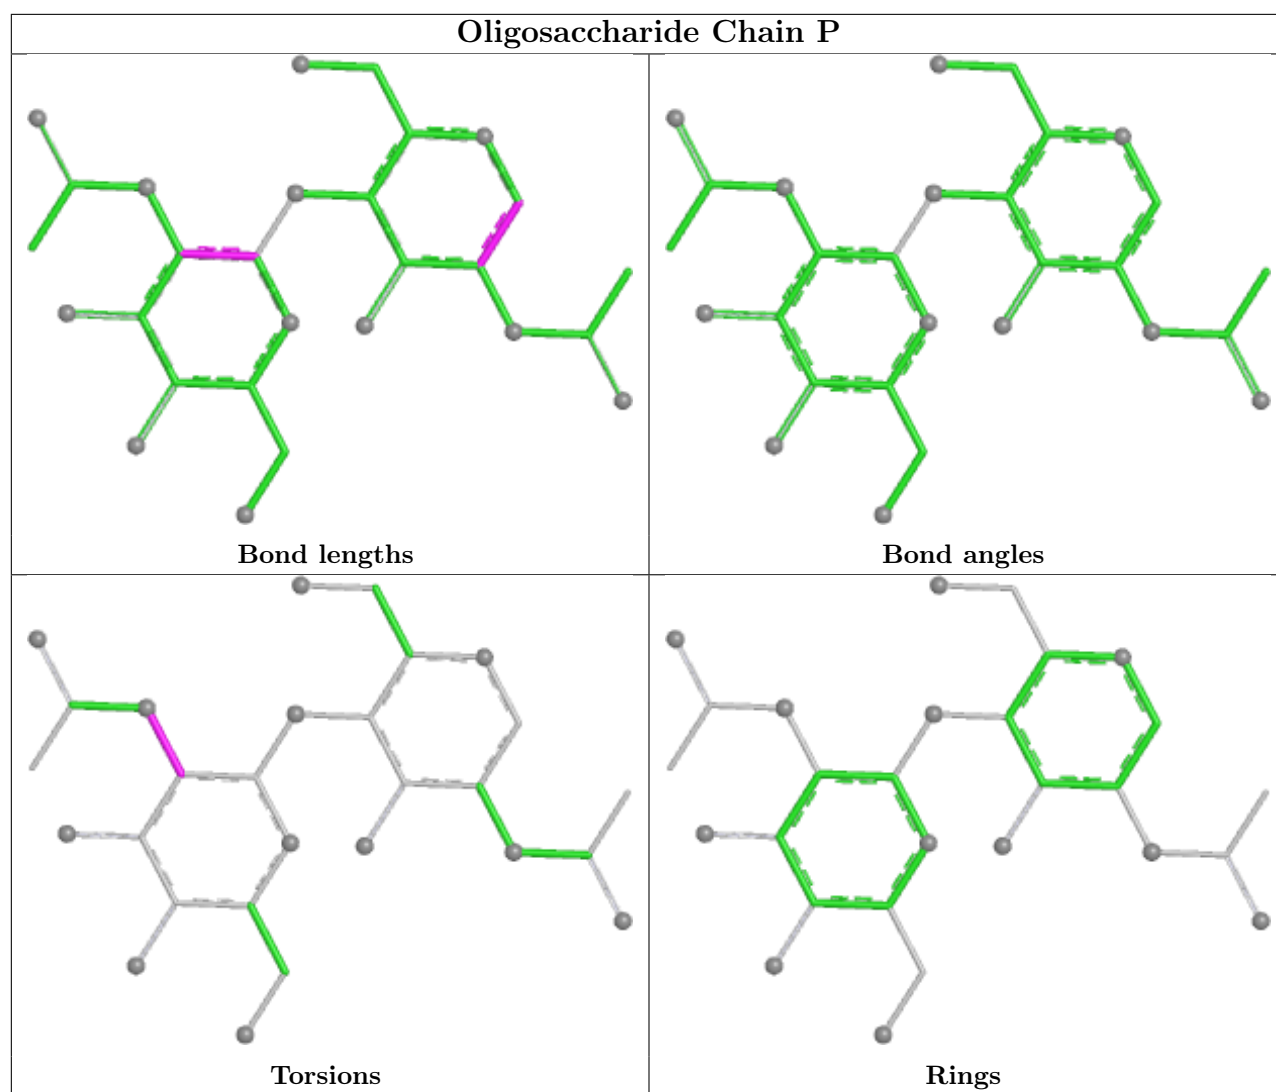 Oligosaccharide Chain P
Bond lengths
Bond angles
Torsions
Rings